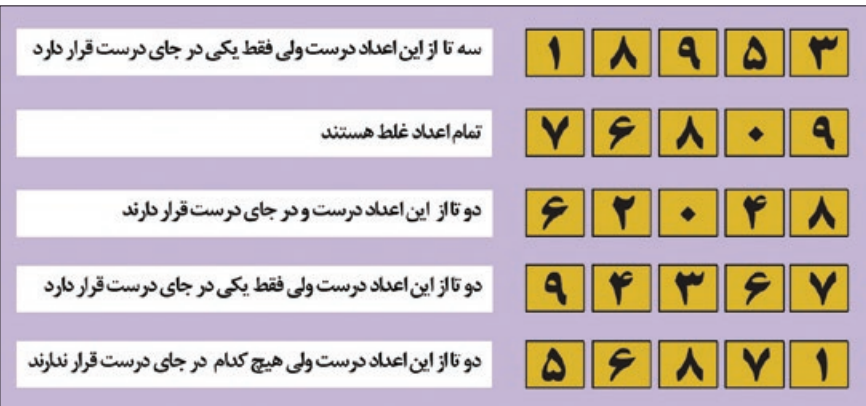 سه تا از این اعداد درست ولی فقط یکی در جای درست قرار دارد ۱ ۸ ۹ ۵ ۳
تمام اعداد غلط هستند ۷ ۶ ۸ ۰ ۹
دو تا از این اعداد درست و در جای درست قرار دارند ۶ ۲ ۰ ۴ ۸
دو تا از این اعداد درست ولی فقط یکی در جای درست قرار دارد ۹ ۴ ۳ ۶ ۷
دو تا از این اعداد درست ولی هیچ کدام در جای درست قرار ندارند ۵ ۶ ۸ ۷ ۱